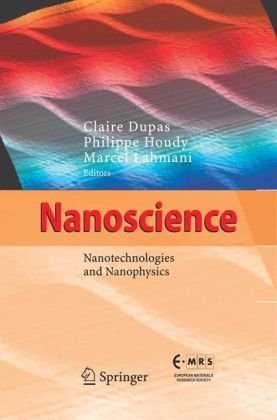 Claire Dupas
Philippe Houdy
Marcel Lahmani
Editors
Nanoscience
Nanotechnologies
and Nanophysics
Springer
E·MRS
EUROPEAN MATERIALS
RESEARCH SOCIETY